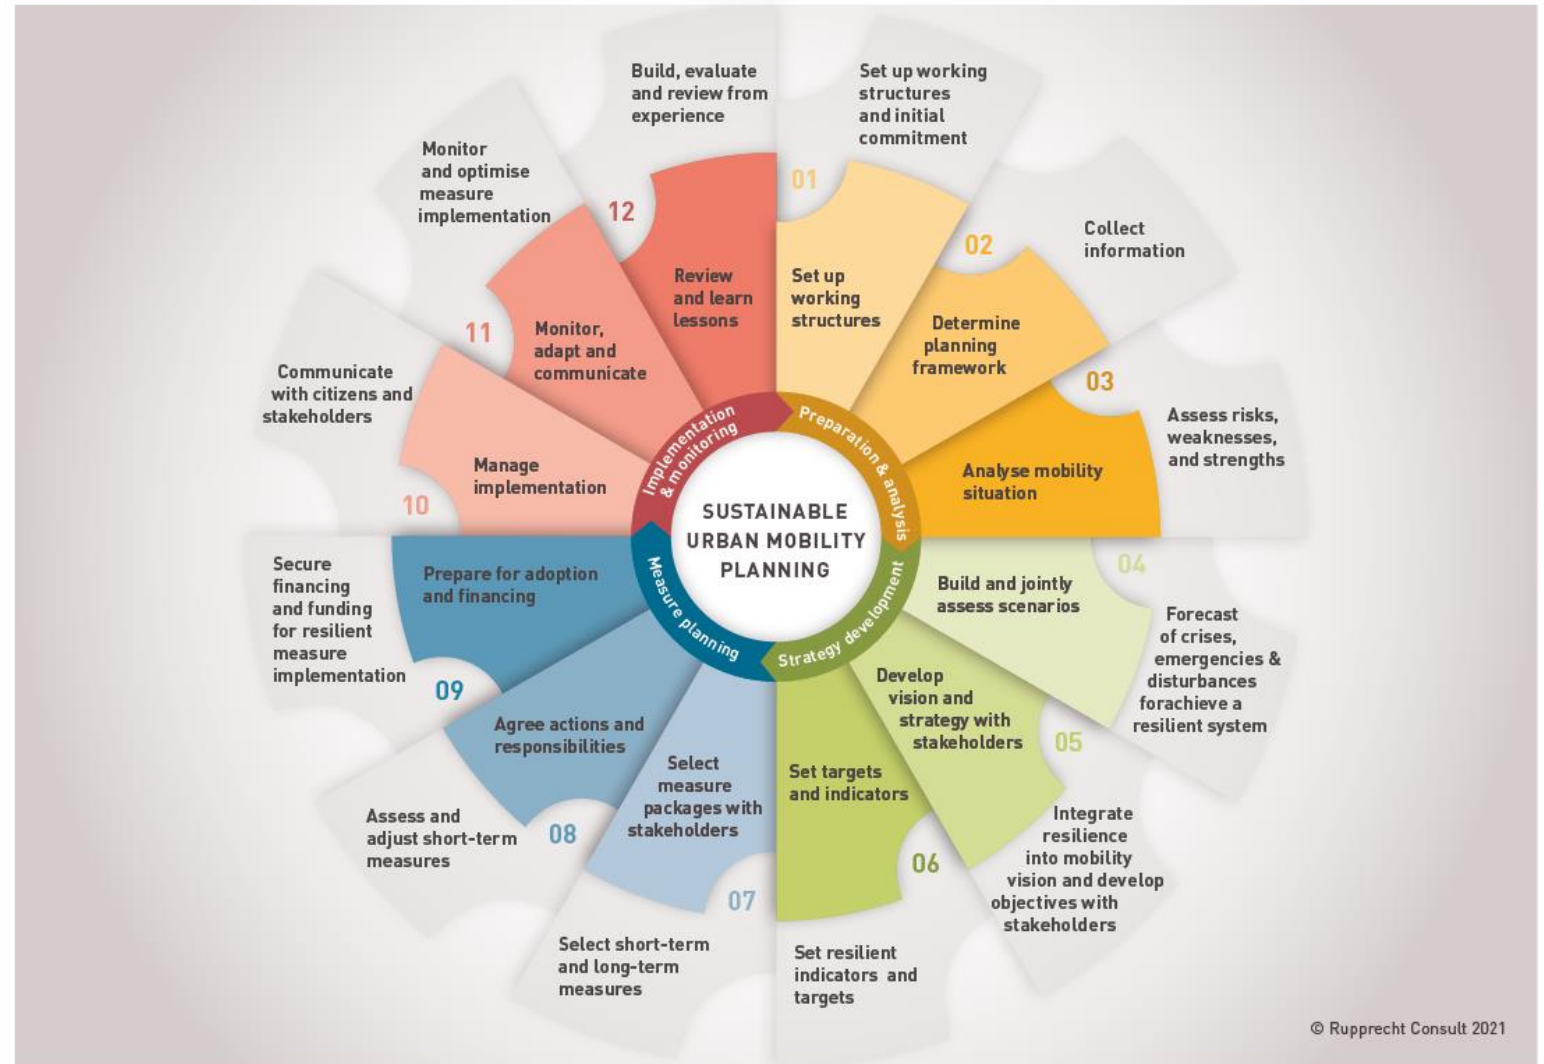 SUSTAINABLE
URBAN MOBILITY
PLANNING
Preparation & analysis
Strategy development
Measure planning
Implementation
& monitoring
01
Set up
working
structures
Set up working
structures
and initial
commitment
02
Determine
planning
framework
Collect
information
03
Analyse mobility
situation
Assess risks,
weaknesses,
and strengths
04
Build and jointly
assess scenarios
Forecast
of crises,
emergencies &
disturbances
forachieve a
resilient system
05
Develop
vision and
strategy with
stakeholders
Integrate
resilience
into mobility
vision and develop
objectives with
stakeholders
06
Set targets
and indicators
Set resilient
indicators and
targets
07
Select
measure
packages with
stakeholders
Select short-term
and long-term
measures
08
Agree actions and
responsibilities
Assess and
adjust short-term
measures
09
Prepare for adoption
and financing
Secure
financing
and funding
for resilient
measure
implementation
10
Manage
implementation
Communicate
with citizens and
stakeholders
11
Monitor,
adapt and
communicate
Monitor
and optimise
measure
implementation
12
Review
and learn
lessons
Build, evaluate
and review from
experience
© Rupprecht Consult 2021